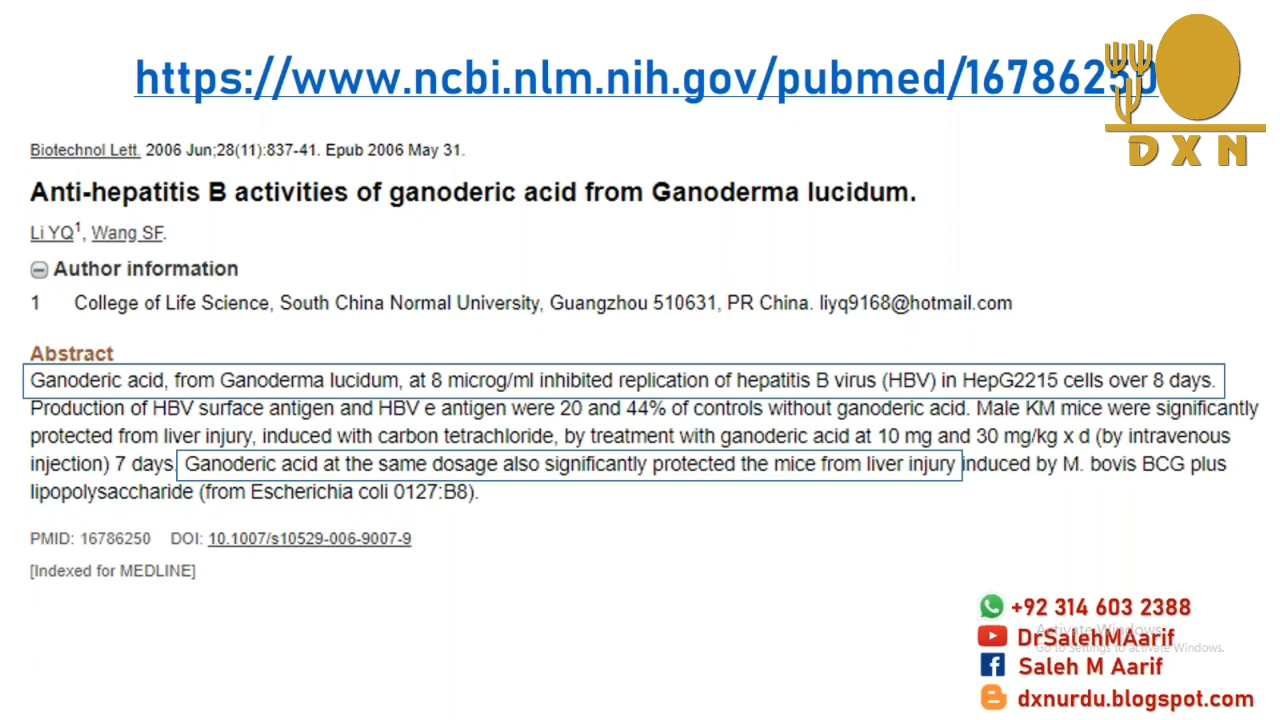 https://www.ncbi.nlm.nih.gov/pubmed/16786250
DXN
Biotechnol Lett. 2006 Jun;28(11):837-41. Epub 2006 May 31.
Anti-hepatitis B activities of ganoderic acid from Ganoderma lucidum.
Li YQ1, Wang SF.
Author information
1 College of Life Science, South China Normal University, Guangzhou 510631, PR China. liyq9168@hotmail.com
Abstract
Ganoderic acid, from Ganoderma lucidum, at 8 microg/ml inhibited replication of hepatitis B virus (HBV) in HepG2215 cells over 8 days.
Production of HBV surface antigen and HBV e antigen were 20 and 44% of controls without ganoderic acid. Male KM mice were significantly
protected from liver injury, induced with carbon tetrachloride, by treatment with ganoderic acid at 10 mg and 30 mg/kg x d (by intravenous
injection) 7 days. Ganoderic acid at the same dosage also significantly protected the mice from liver injury induced by M. bovis BCG plus
lipopolysaccharide (from Escherichia coli 0127:B8).
PMID: 16786250 DOI: 10.1007/s10529-006-9007-9
[Indexed for MEDLINE]
+92 314 603 2388
Activate Windows
DrSalehMAarif
Go to Settings to activate Windows.
Saleh M Aarif
dxnurdu.blogspot.com